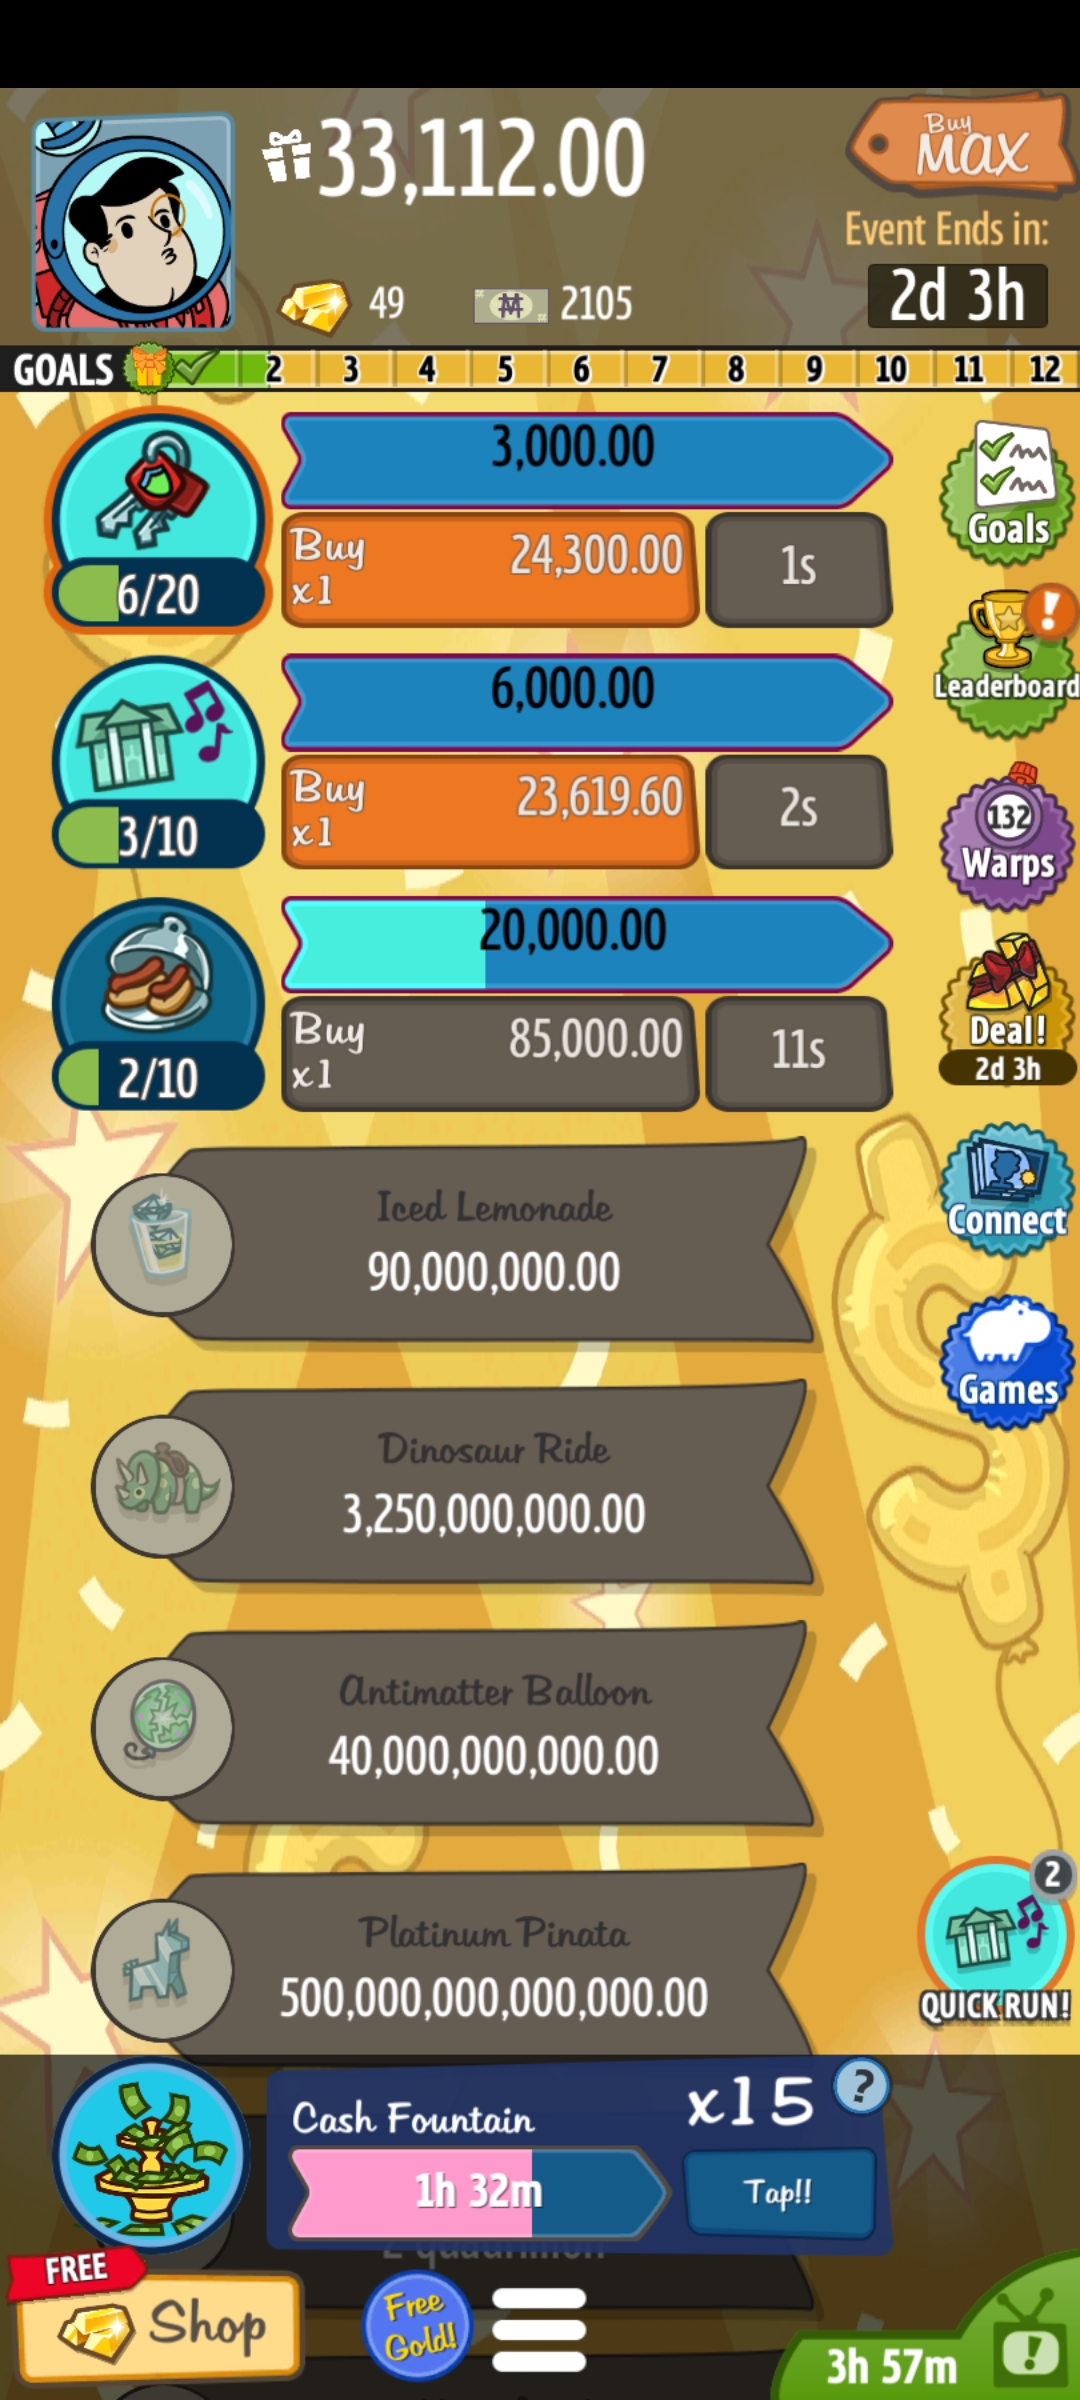 33,112.00
Buy
MAX
Event Ends in:
2d 3h
49
2105
GOALS 2 3 4 5 6 7 8 9 10 11 12
3,000.00
Buy
x1
24,300.00
1s
6/20
Goals
6,000.00
Buy
x1
23,619.60
2s
3/10
Leaderboard
132
Warps
20,000.00
Buy
x1
85,000.00
11s
2/10
Deal!
2d 3h
Iced Lemonade
90,000,000.00
Connect
Dinosaur Ride
3,250,000,000.00
Games
Antimatter Balloon
40,000,000,000.00
Platinum Pinata
500,000,000,000,000.00
2
QUICK RUN!
Cash Fountain
x15
?
1h 32m
Tap!!
FREE
Shop
Free
Gold!
3h 57m